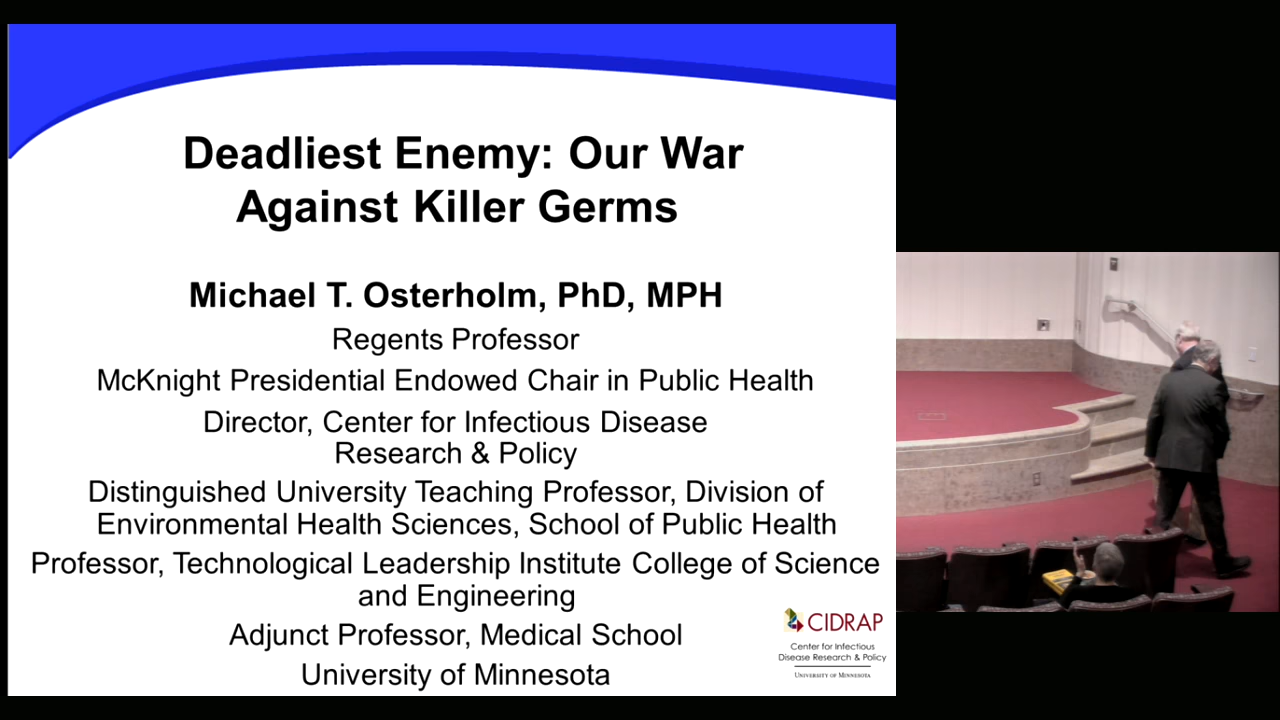 Deadliest Enemy: Our War
Against Killer Germs
Michael T. Osterholm, PhD, MPH
Regents Professor
McKnight Presidential Endowed Chair in Public Health
Director, Center for Infectious Disease
Research & Policy
Distinguished University Teaching Professor, Division of
Environmental Health Sciences, School of Public Health
Professor, Technological Leadership Institute College of Science
and Engineering
Adjunct Professor, Medical School
University of Minnesota
CIDRAP
Center for Infectious
Disease Research & Policy
UNIVERSITY OF MINNESOTA